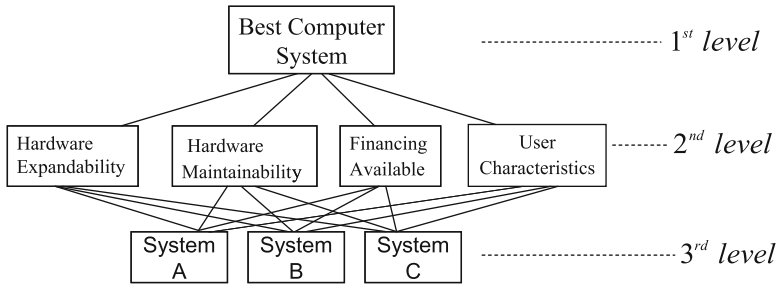 Best Computer
System
1st level
Hardware
Expandability
Hardware
Maintainability
Financing
Available
User
Characteristics
2nd level
System
A
System
B
System
C
3rd level